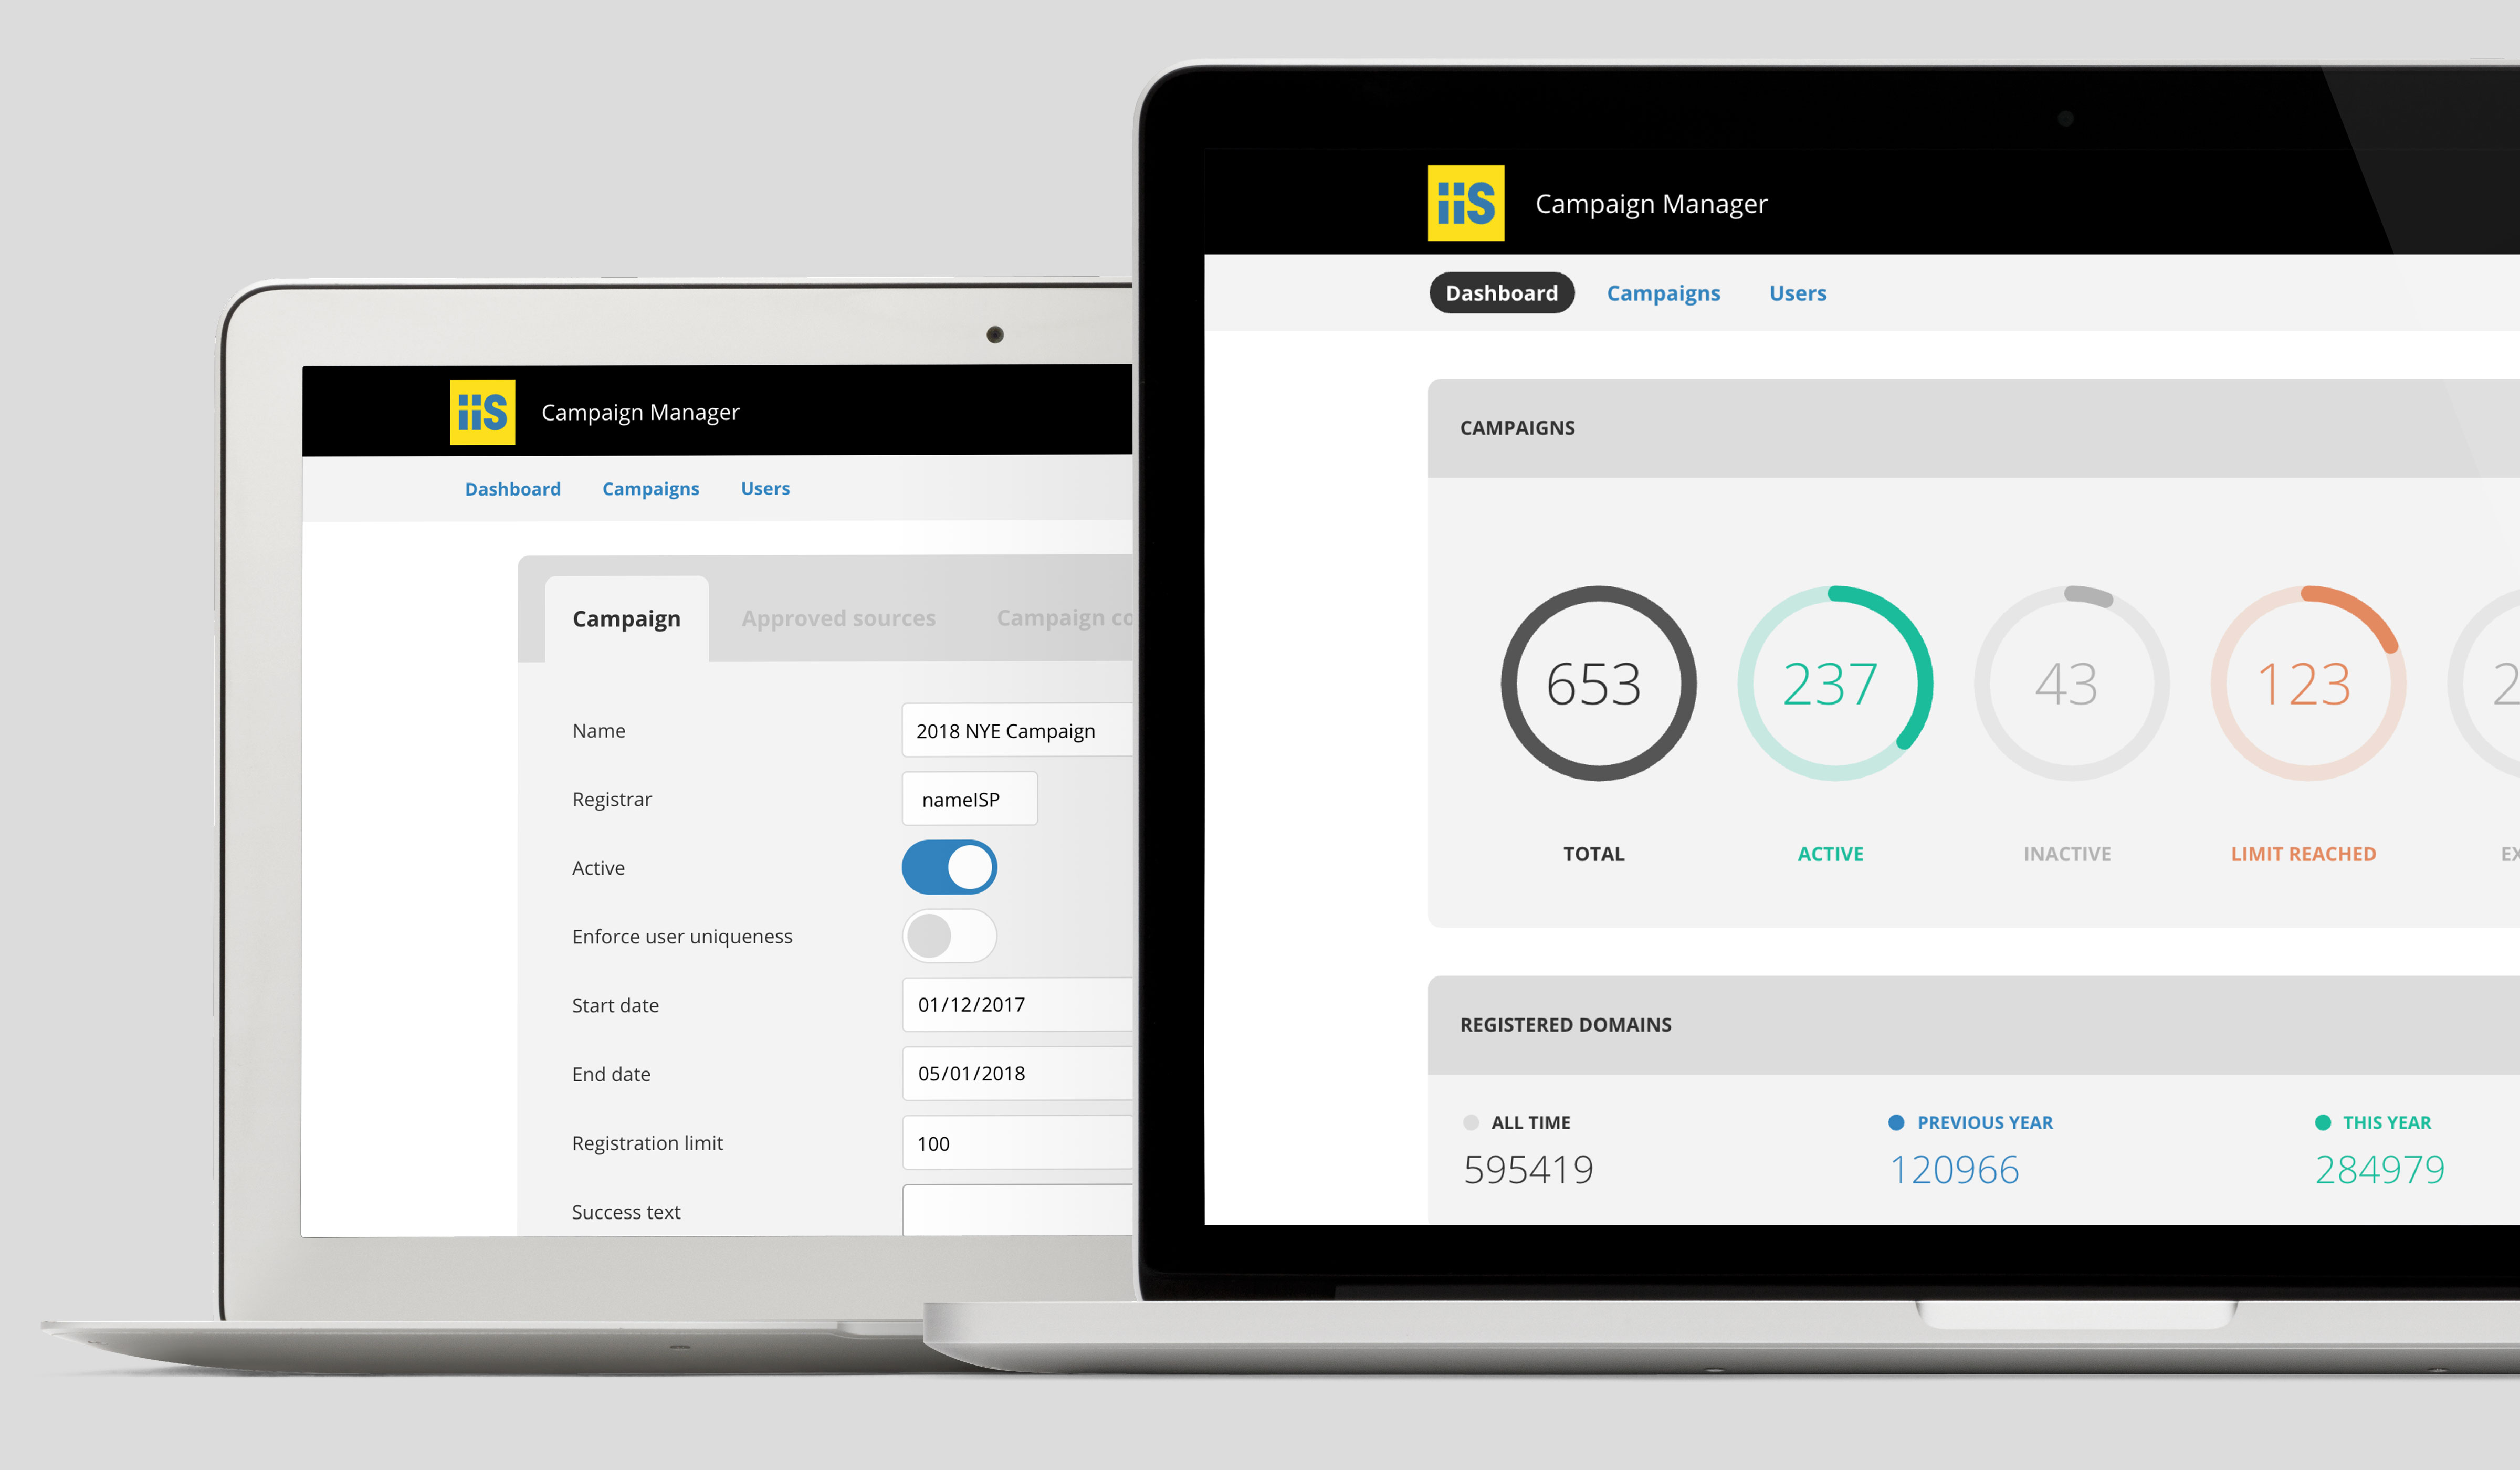 iis Campaign Manager
Dashboard Campaigns Users
Campaign Approved sources Campaign
Name 2018 NYE Campaign
Registrar nameISP
Active
Enforce user uniqueness
Start date 01/12/2017
End date 05/01/2018
Registration limit 100
Success text
iis Campaign Manager
Dashboard Campaigns Users
CAMPAIGNS
653 237 43 123
TOTAL ACTIVE INACTIVE LIMIT REACHED
REGISTERED DOMAINS
ALL TIME PREVIOUS YEAR THIS YEAR
595419 120966 284979